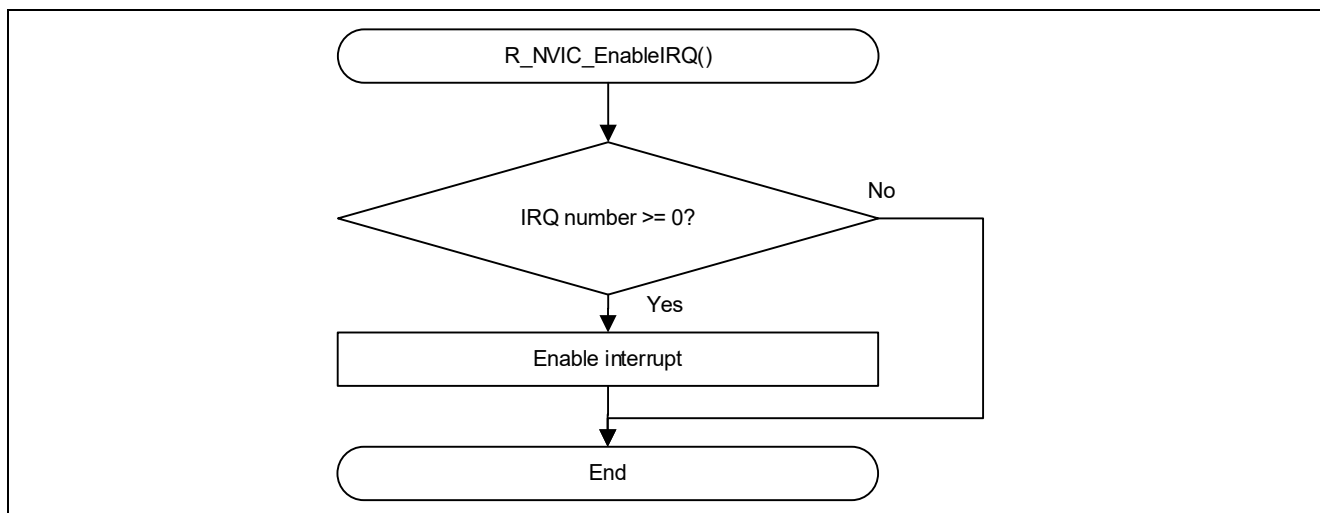 R_NVIC_EnableIRQ()
No
IRQ number >= 0?
Yes
Enable interrupt
End